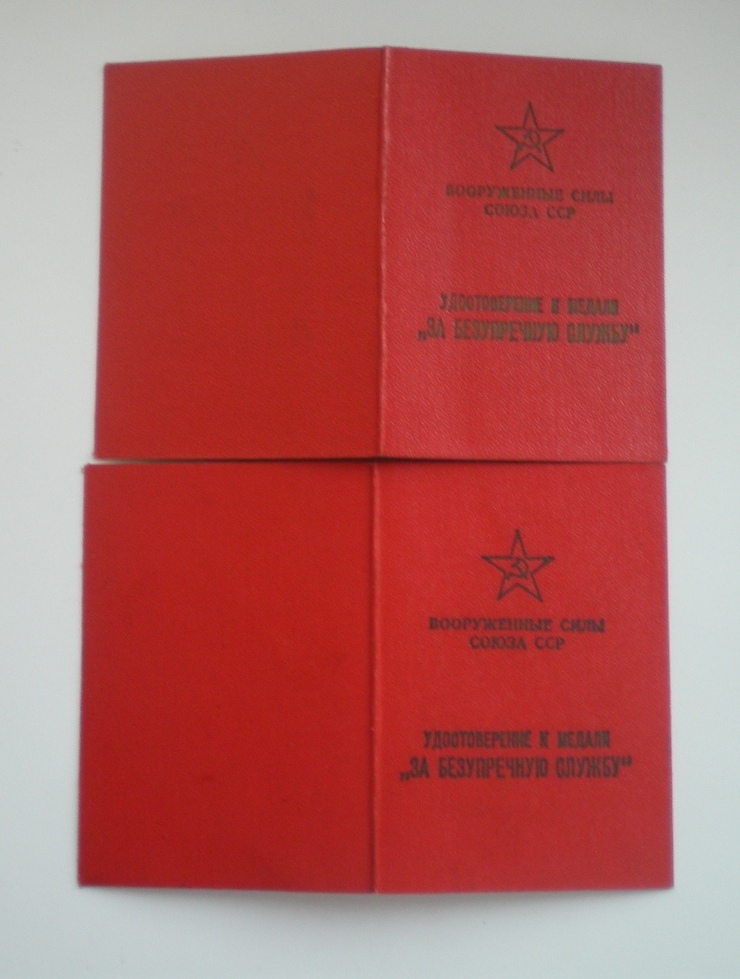 ВООРУЖЕННЫЕ СИЛЫ
СОЮЗА ССР
УДОСТОВЕРЕНИЕ К МЕДАЛИ
„ЗА БЕЗУПРЕЧНУЮ СЛУЖБУ“
ВООРУЖЕННЫЕ СИЛЫ
СОЮЗА ССР
УДОСТОВЕРЕНИЕ К МЕДАЛИ
„ЗА БЕЗУПРЕЧНУЮ СЛУЖБУ“